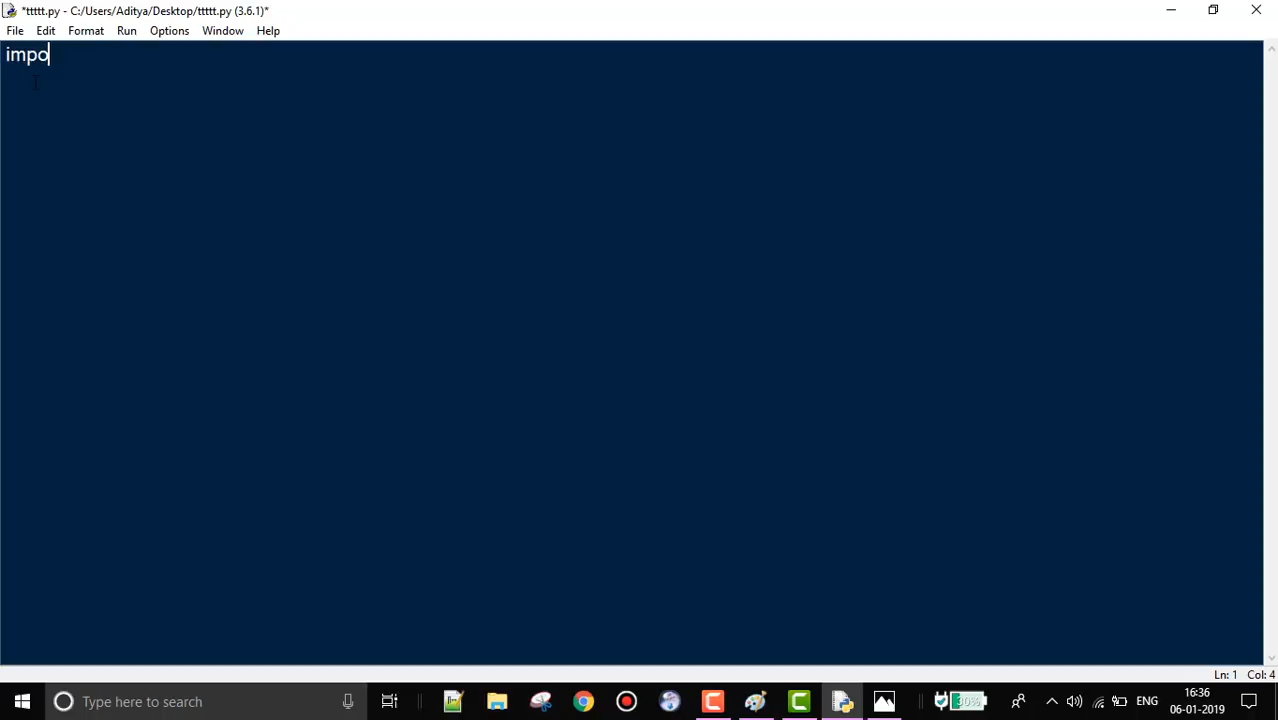 *ttttt.py - C:/Users/Aditya/Desktop/ttttt.py (3.6.1)*
File Edit Format Run Options Window Help
impo
Ln: 1 Col: 4
Type here to search
30%
ENG
16:36
06-01-2019